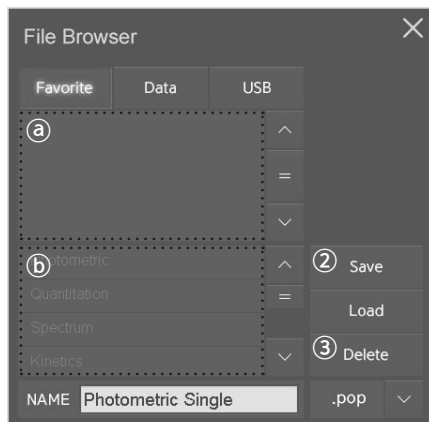 File Browser
Favorite Data USB
ⓐ
ⓑ Photometric
Quantitation
Spectrum
Kinetics
② Save
Load
③ Delete
NAME Photometric Single .pop